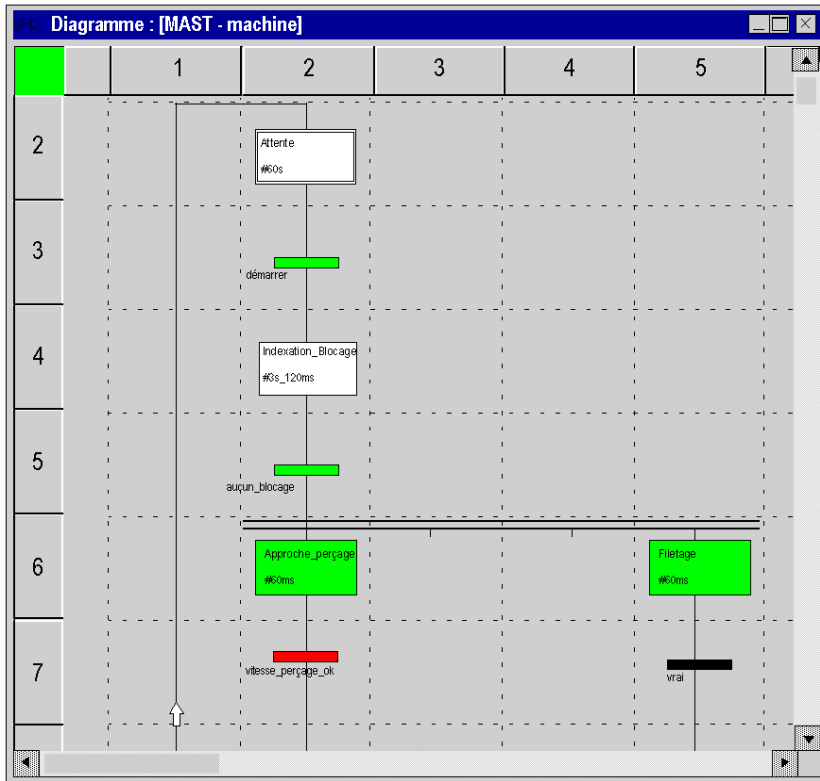 SFC Diagramme : [MAST - machine]
1 2 3 4 5
2
Attente
#60s
3
démarrer
4
Indexation_Blocage
#3s_120ms
5
aucun_blocage
6
Approche_perçage
#60ms
Filetage
#60ms
7
vitesse_perçage_ok
vrai